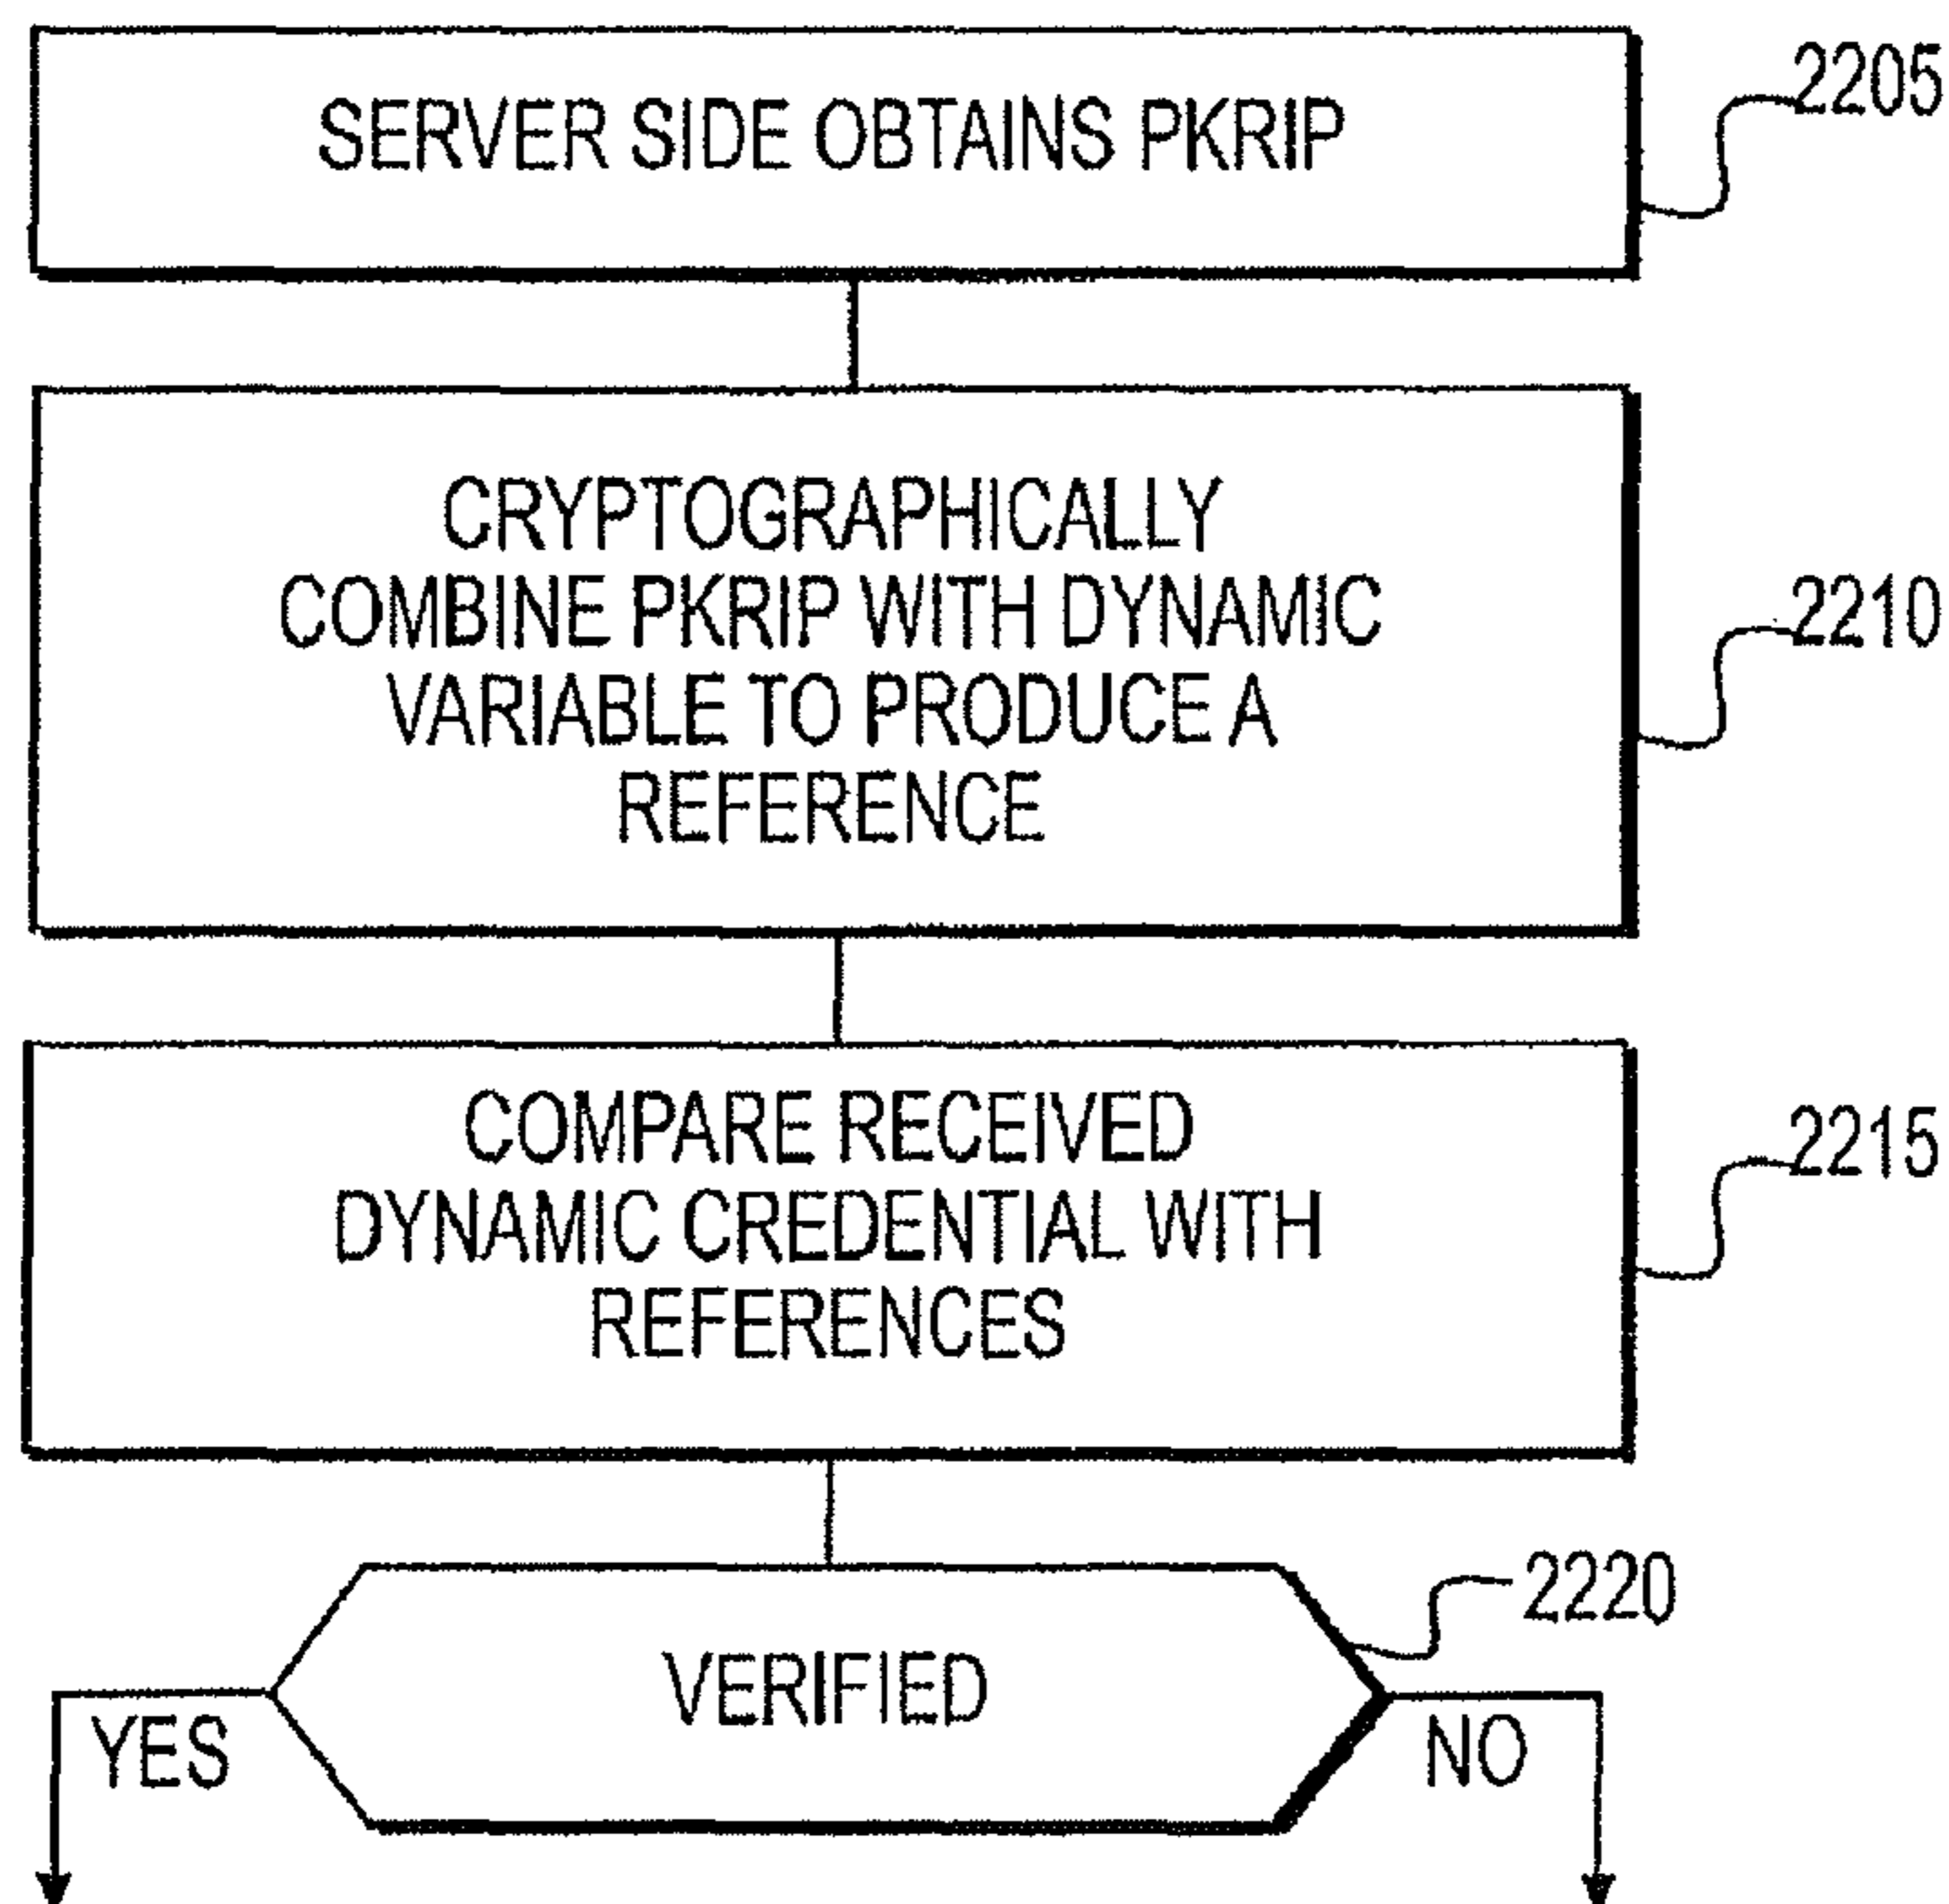 SERVER SIDE OBTAINS PKRIP
2205
CRYPTOGRAPHICALLY
COMBINE PKRIP WITH DYNAMIC
VARIABLE TO PRODUCE A
REFERENCE
2210
COMPARE RECEIVED
DYNAMIC CREDENTIAL WITH
REFERENCES
2215
VERIFIED
2220
YES
NO